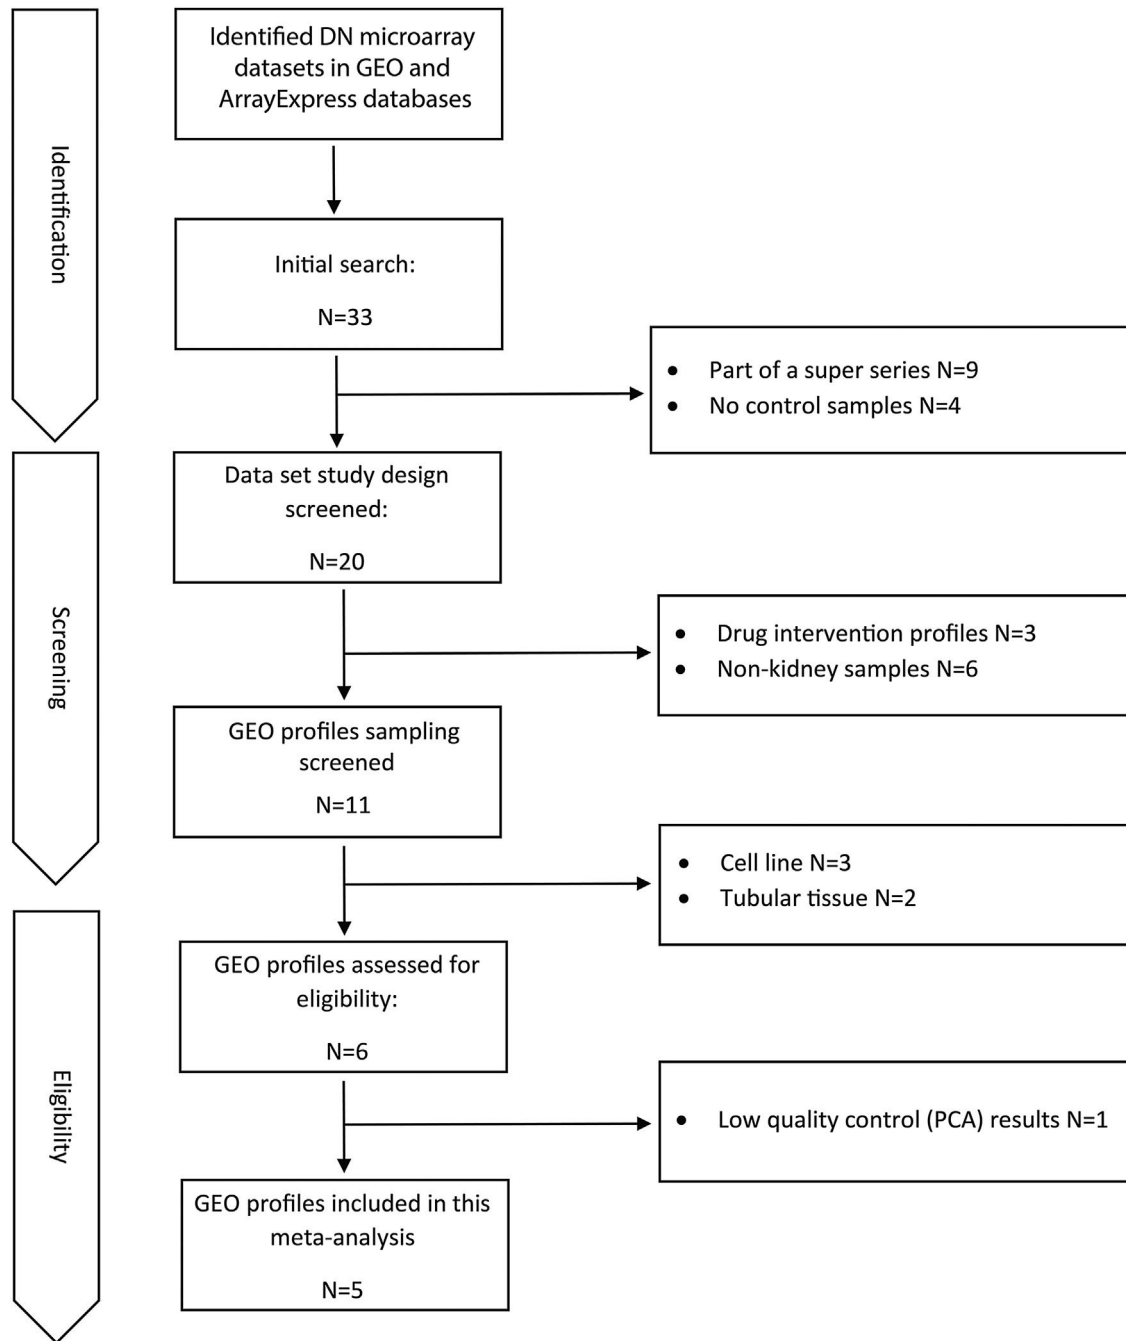 Identified DN microarray
datasets in GEO and
ArrayExpress databases
Identification
Initial search:
N=33
• Part of a super series N=9
• No control samples N=4
Data set study design
screened:
N=20
Screening
• Drug intervention profiles N=3
• Non-kidney samples N=6
GEO profiles sampling
screened
N=11
• Cell line N=3
• Tubular tissue N=2
GEO profiles assessed for
eligibility:
N=6
Eligibility
• Low quality control (PCA) results N=1
GEO profiles included in this
meta-analysis
N=5